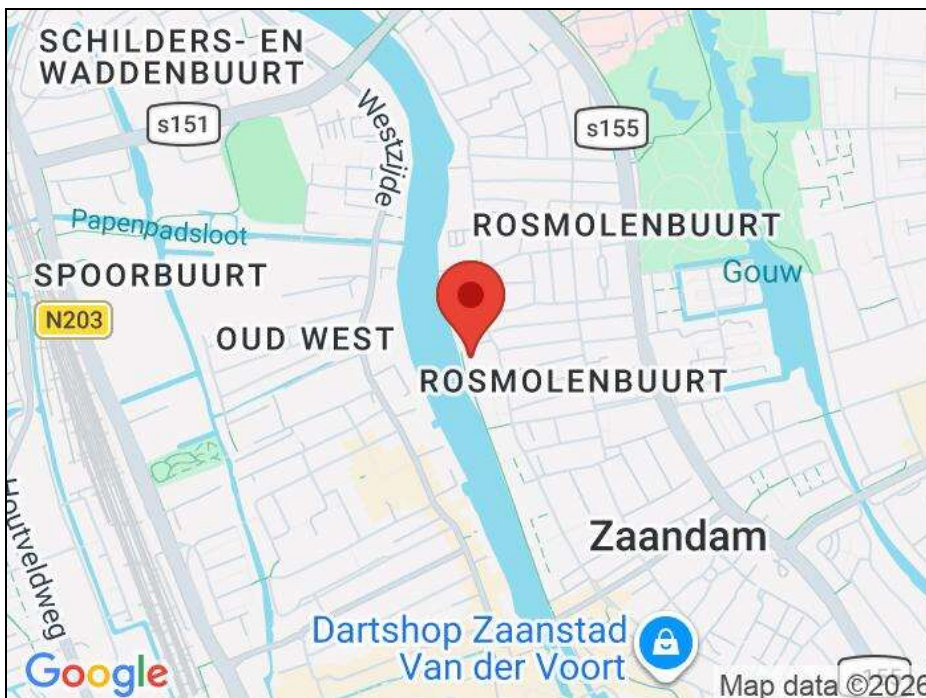 SCHILDERS- EN
WADDENBUURT
s151
Westzijde
s155
Papenpadsloot
ROSMOLENBUURT
Gouw
SPOORBUURT
N203
OUD WEST
ROSMOLENBUURT
Houtveldweg
Zaandam
Dartshop Zaanstad
Van der Voort
Google
Map data ©2026
s155